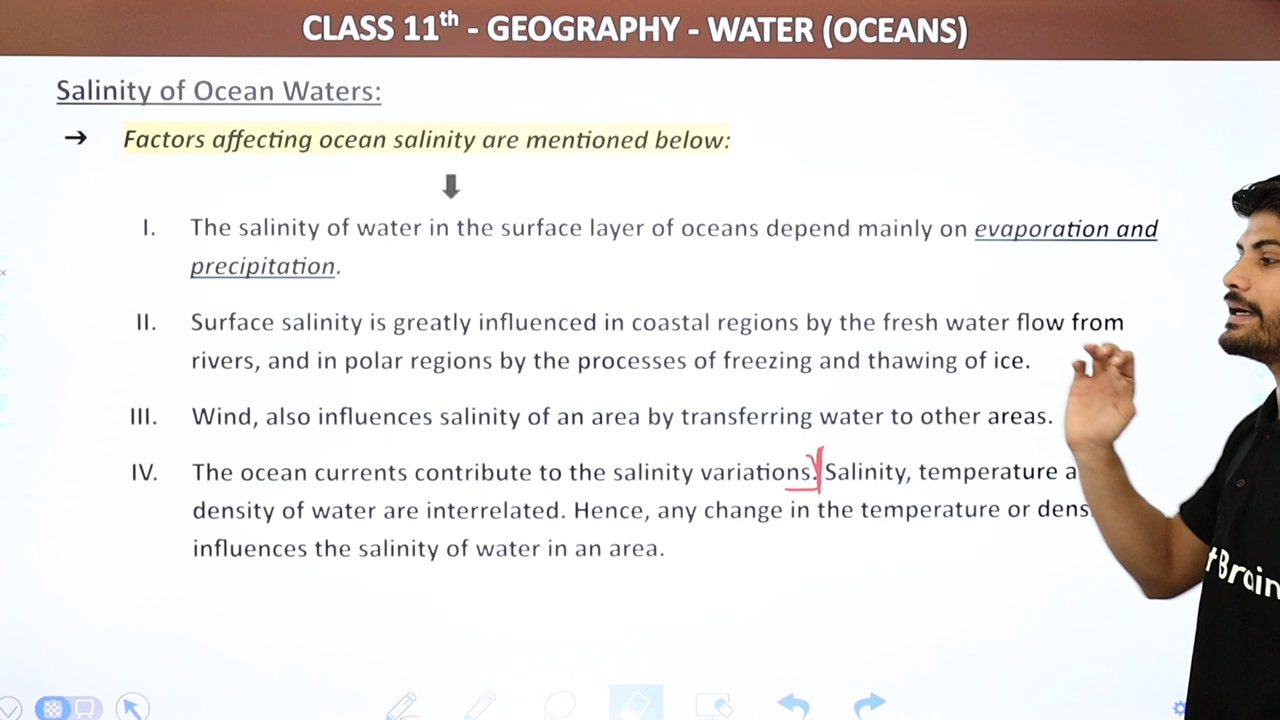 CLASS 11th - GEOGRAPHY - WATER (OCEANS)
Salinity of Ocean Waters:
➔ Factors affecting ocean salinity are mentioned below:
I. The salinity of water in the surface layer of oceans depend mainly on evaporation and
precipitation.
II. Surface salinity is greatly influenced in coastal regions by the fresh water flow from
rivers, and in polar regions by the processes of freezing and thawing of ice.
III. Wind, also influences salinity of an area by transferring water to other areas.
IV. The ocean currents contribute to the salinity variations. Salinity, temperature a
density of water are interrelated. Hence, any change in the temperature or dens
influences the salinity of water in an area.
t Brain